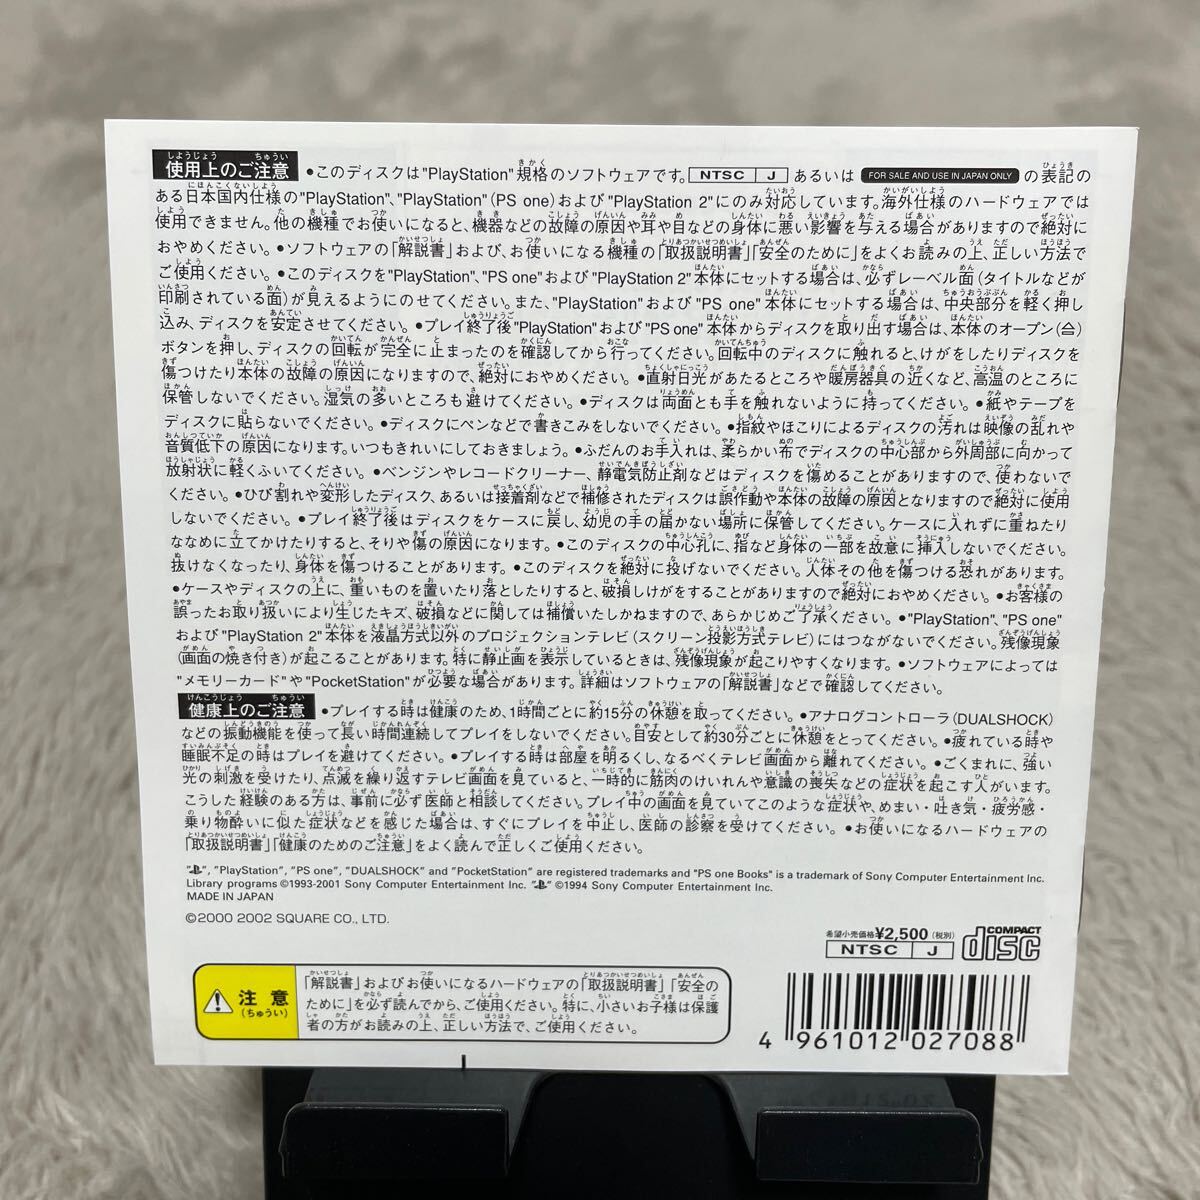 使用上のご注意 ●このディスクは"PlayStation"規格のソフトウェアです。 NTSC J あるいは FOR SALE AND USE IN JAPAN ONLY の表記の
ある日本国内仕様の"PlayStation"、"PlayStation"(PS one)および"PlayStation 2"にのみ対応しています。海外仕様のハードウェアでは
使用できません。他の機種でお使いになると、機器などの故障の原因や耳や目などの身体に悪い影響を与える場合がありますので絶対に
おやめください。●ソフトウェアの「解説書」および、お使いになる機種の「取扱説明書」「安全のために」をよくお読みの上、正しい方法で
ご使用ください。●このディスクを"PlayStation"、"PS one"および"PlayStation 2"本体にセットする場合は、必ずレーベル面(タイトルなどが
印刷されている面)が見えるようにのせてください。また、"PlayStation"および"PS one"本体にセットする場合は、中央部分を軽く押し
込み、ディスクを安定させてください。●プレイ終了後"PlayStation"および"PS one"本体からディスクを取り出す場合は、本体のオープン(≙)
ボタンを押し、ディスクの回転が完全に止まったのを確認してから行ってください。回転中のディスクに触れると、けがをしたりディスクを
傷つけたり本体の故障の原因になりますので、絶対におやめください。●直射日光があたるところや暖房器具の近くなど、高温のところに
保管しないでください。湿気の多いところも避けてください。●ディスクは両面とも手を触れないように持ってください。●紙やテープを
ディスクに貼らないでください。●ディスクにペンなどで書きこみをしないでください。●指紋やほこりによるディスクの汚れは映像の乱れや
音質低下の原因になります。いつもきれいにしておきましょう。●ふだんのお手入れは、柔らかい布でディスクの中心部から外周部に向かって
放射状に軽くふいてください。●ベンジンやレコードクリーナー、静電気防止剤などはディスクを傷めることがありますので、使わないで
ください。●ひび割れや変形したディスク、あるいは接着剤などで補修されたディスクは誤作動や本体の故障の原因となりますので絶対に使用
しないでください。●プレイ終了後はディスクをケースに戻し、幼児の手の届かない場所に保管してください。ケースに入れずに重ねたり
ななめに立てかけたりすると、そりや傷の原因になります。●このディスクの中心孔に、指など身体の一部を故意に挿入しないでください。
抜けなくなったり、身体を傷つけることがあります。●このディスクを絶対に投げないでください。人体その他を傷つける恐れがあります。
●ケースやディスクの上に、重いものを置いたり落としたりすると、破損しけがをすることがありますので絶対におやめください。●お客様の
誤ったお取り扱いにより生じたキズ、破損などに関しては補償いたしかねますので、あらかじめご了承ください。●"PlayStation"、"PS one"
および"PlayStation 2"本体を液晶方式以外のプロジェクションテレビ(スクリーン投影方式テレビ)にはつながないでください。残像現象
(画面の焼き付き)が起こることがあります。特に静止画を表示しているときは、残像現象が起こりやすくなります。●ソフトウェアによっては
"メモリーカード"や"PocketStation"が必要な場合があります。詳細はソフトウェアの「解説書」などで確認してください。
健康上のご注意 ●プレイする時は健康のため、1時間ごとに約15分の休憩を取ってください。●アナログコントローラ(DUALSHOCK)
などの振動機能を使って長い時間連続してプレイをしないでください。目安として約30分ごとに休憩をとってください。●疲れている時や
睡眠不足の時はプレイを避けてください。●プレイする時は部屋を明るくし、なるべくテレビ画面から離れてください。●ごくまれに、強い
光の刺激を受けたり、点滅を繰り返すテレビ画面を見ていると、一時的に筋肉のけいれんや意識の喪失などの症状を起こす人がいます。
こうした経験のある方は、事前に必ず医師と相談してください。プレイ中の画面を見ていてこのような症状や、めまい・吐き気・疲労感・
乗り物酔いに似た症状などを感じた場合は、すぐにプレイを中止し、医師の診察を受けてください。●お使いになるハードウェアの
「取扱説明書」「健康のためのご注意」をよく読んで正しくご使用ください。
" ", "PlayStation", "PS one", "DUALSHOCK" and "PocketStation" are registered trademarks and "PS one Books" is a trademark of Sony Computer Entertainment Inc.
Library programs ©1993-2001 Sony Computer Entertainment Inc. " " ©1994 Sony Computer Entertainment Inc.
MADE IN JAPAN
©2000 2002 SQUARE CO., LTD.
希望小売価格¥2,500(税別)
NTSC J
COMPACT disc
注意
(ちゅうい)
「解説書」およびお使いになるハードウェアの「取扱説明書」「安全の
ために」を必ず読んでから、ご使用ください。特に、小さいお子様は保護
者の方がお読みの上、正しい方法で、ご使用ください。
4 961012 027088